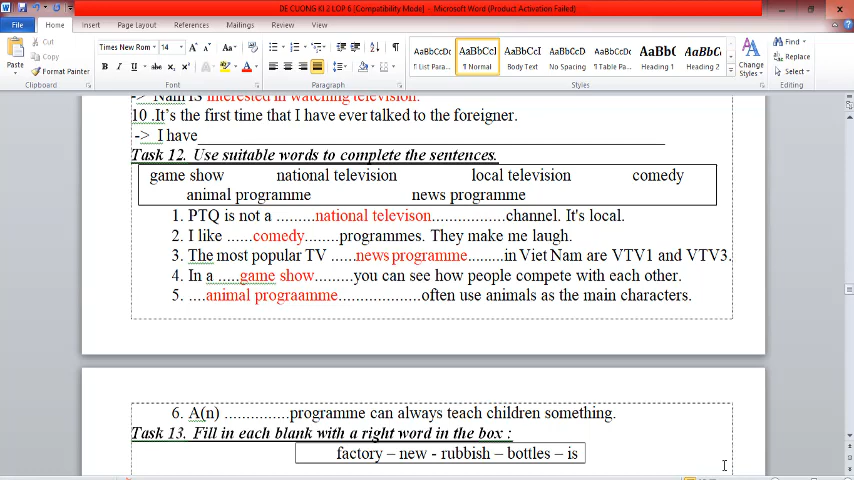 DE CUONG KI 2 LOP 6 [Compatibility Mode] - Microsoft Word (Product Activation Failed)
File Home Insert Page Layout References Mailings Review View
Cut
Copy
Format Painter
Paste
Clipboard
Times New Rom 14
Font
Paragraph
AaBbCcDc AaBbCcI AaBbCcD AaBbCcDc AaBbC AaBbC
¶ List Para... ¶ Normal Body Text No Spacing Heading 1 Heading 2
Change Styles
Styles
Find
Replace
Select
Editing
-> Nam IS interested in watching television.
10 .It's the first time that I have ever talked to the foreigner.
-> I have
Task 12. Use suitable words to complete the sentences.
game show national television local television comedy
animal programme news programme
1. PTQ is not a .........national televison.................channel. It's local.
2. I like ......comedy........programmes. They make me laugh.
3. The most popular TV ......news programme.........in Viet Nam are VTV1 and VTV3.
4. In a .....game show.........you can see how people compete with each other.
5. ....animal prograamme..................often use animals as the main characters.
6. A(n) ...............programme can always teach children something.
Task 13. Fill in each blank with a right word in the box :
factory – new - rubbish – bottles – is